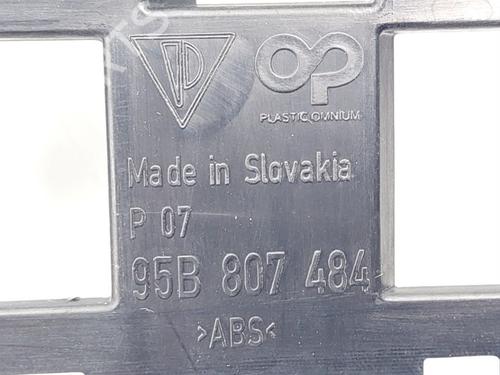 OP
PLASTIC OMNIUM
Made in Slovakia
P 07
95B 807 484
>ABS<